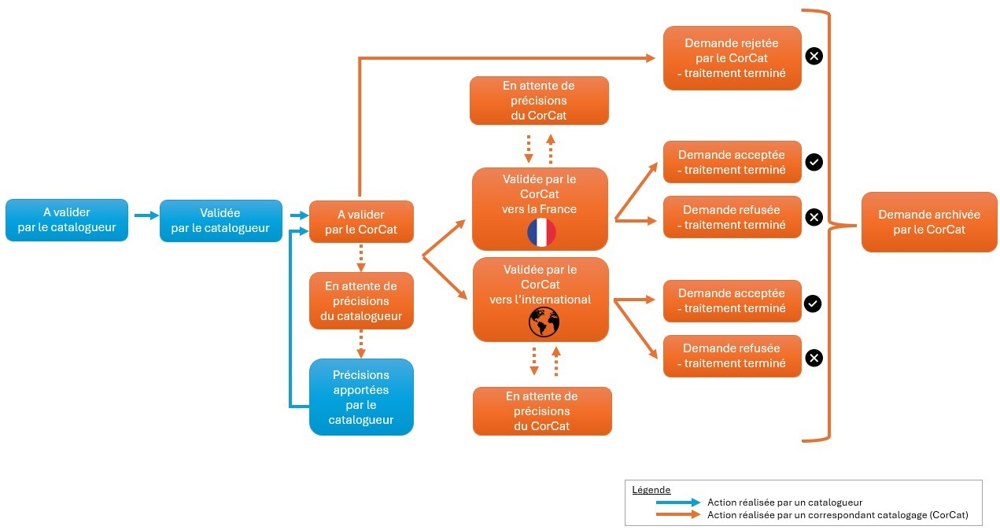 A valider
par le catalogueur
Validée
par le catalogueur
A valider
par le CorCat
En attente de
précisions
du catalogueur
Précisions
apportées
par le
catalogueur
En attente de
précisions
du CorCat
Validée par le
CorCat
vers la France
Validée par le
CorCat
vers l'international
En attente de
précisions
du CorCat
Demande rejetée
par le CorCat
- traitement terminé
Demande acceptée
- traitement terminé
Demande refusée
- traitement terminé
Demande acceptée
- traitement terminé
Demande refusée
- traitement terminé
Demande archivée
par le CorCat
Légende
Action réalisée par un catalogueur
Action réalisée par un correspondant catalogage (CorCat)